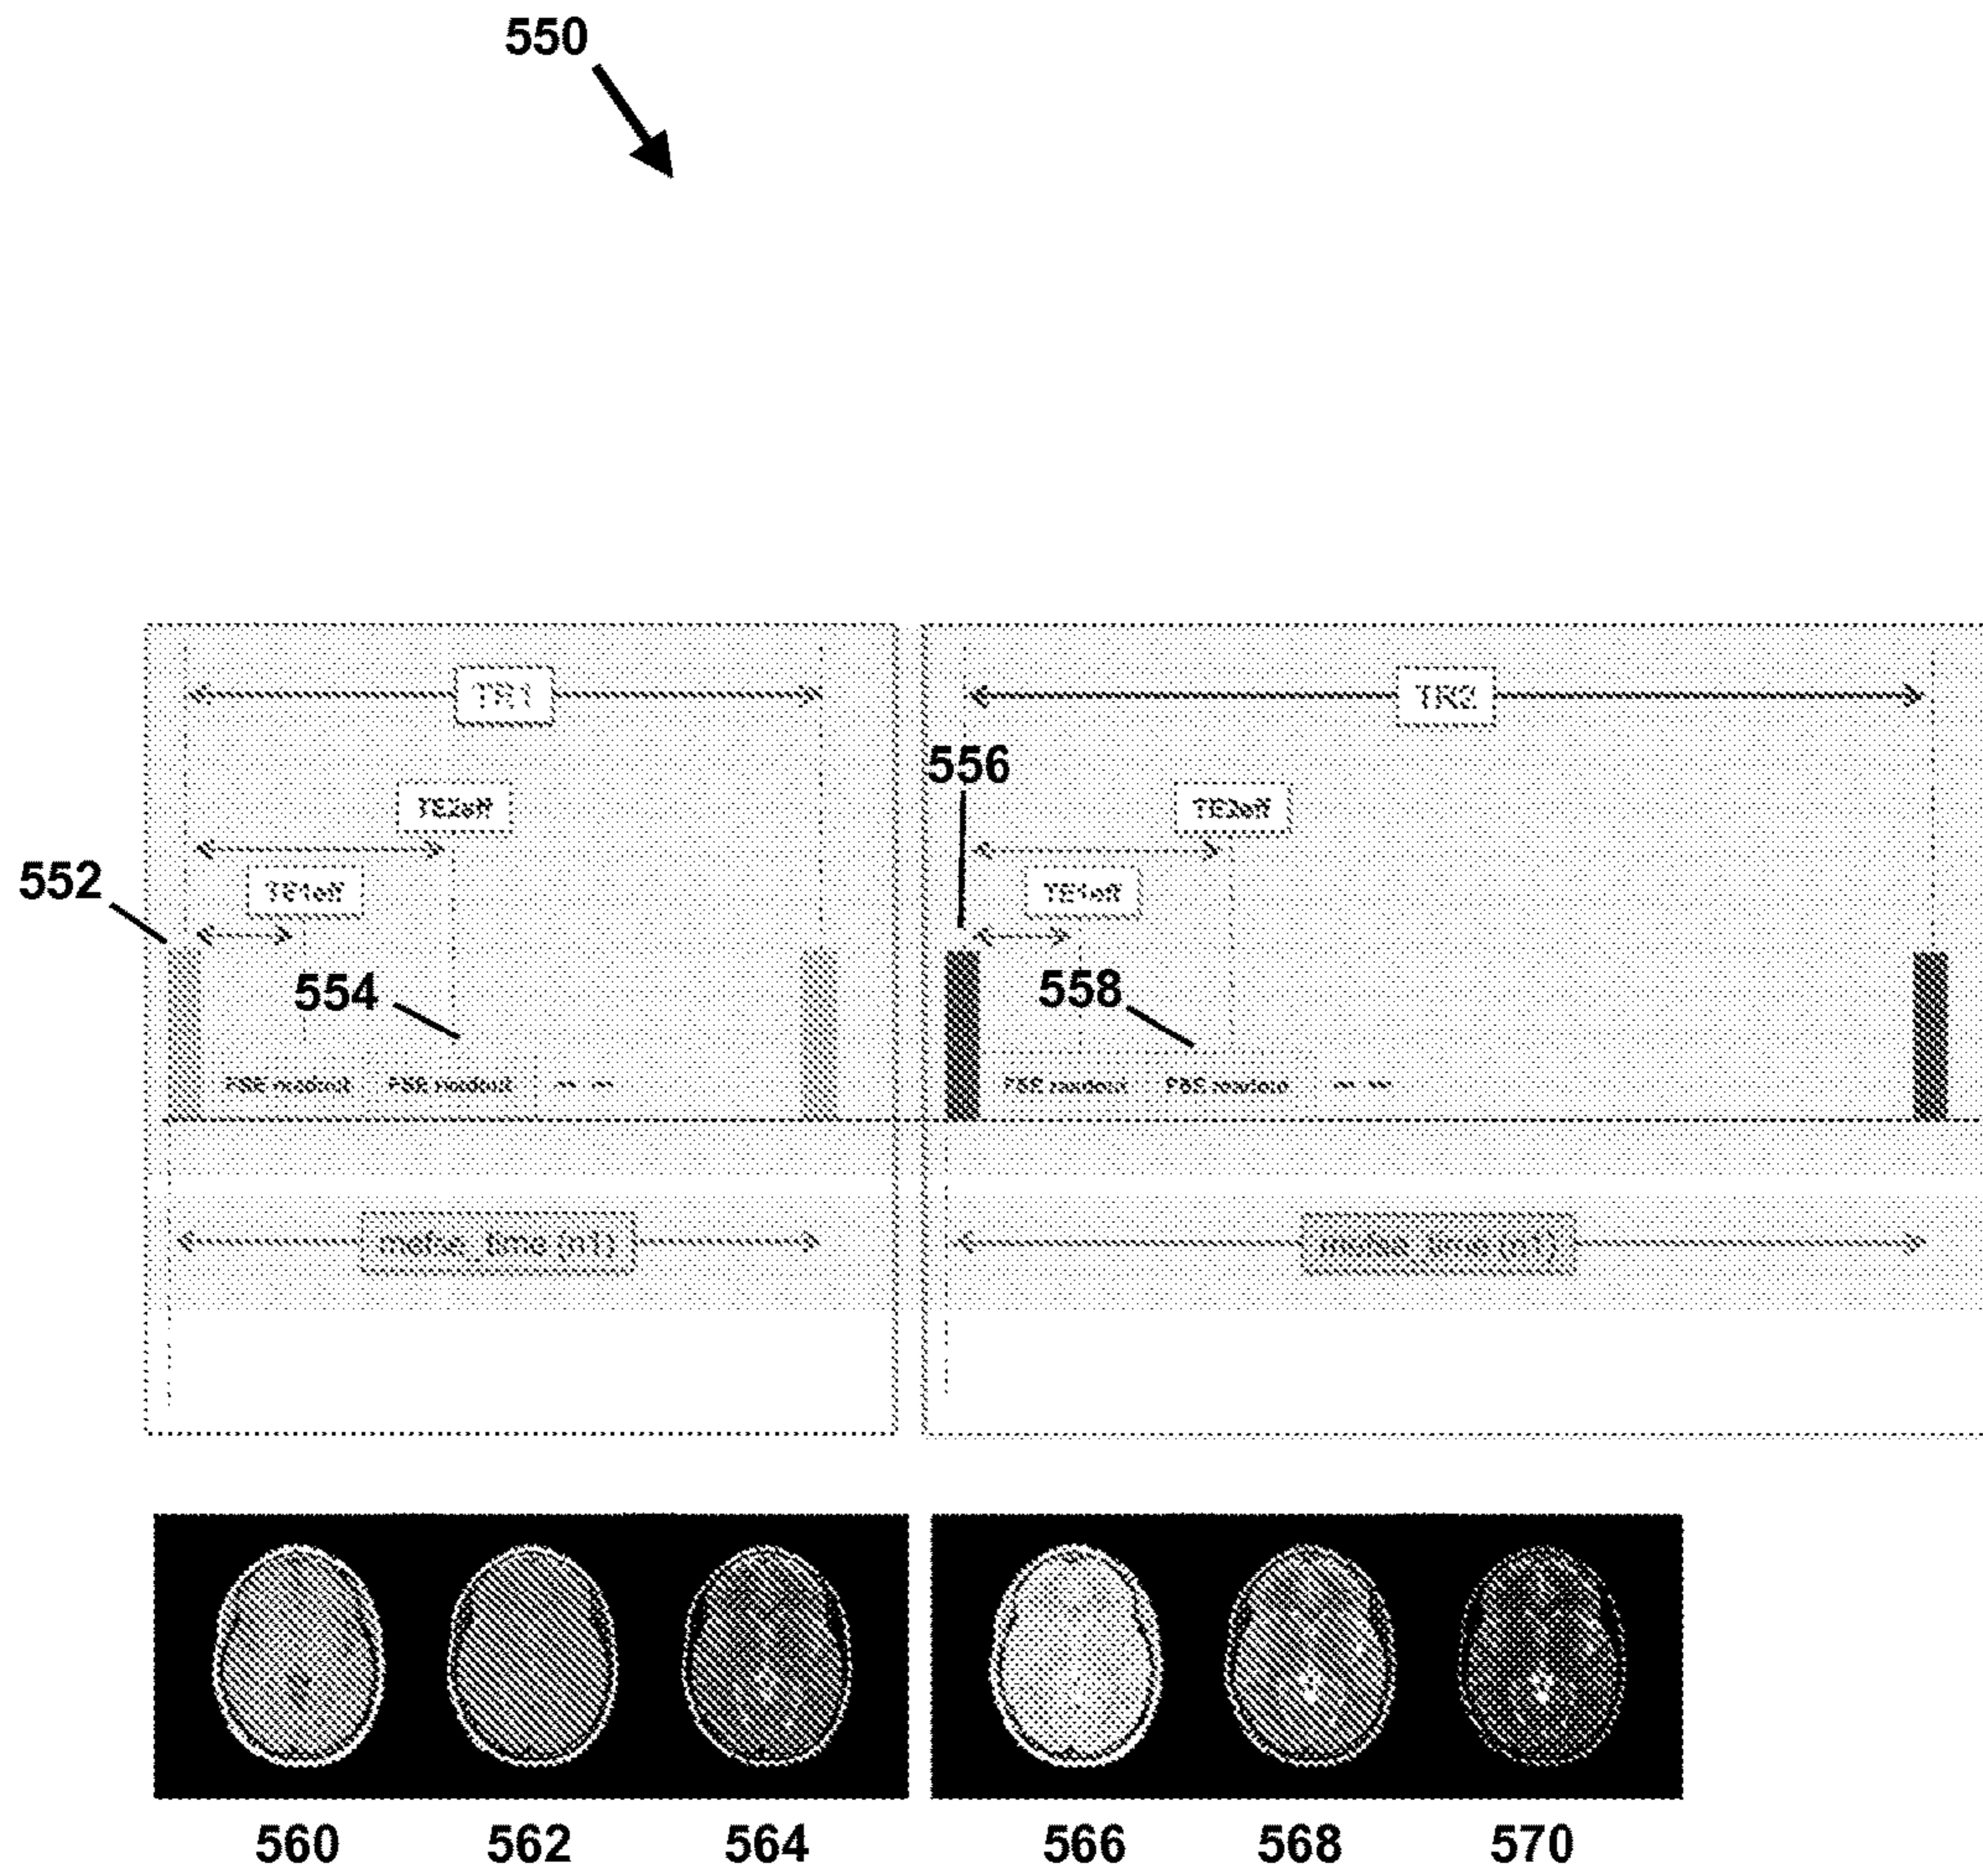 550
TR1
TR2
556
TE2eff
TE2eff
552
TE1eff
TE1eff
554
558
FSE readout
FSE readout
-- --
FSE readout
FSE readout
-- --
560
562
564
566
568
570